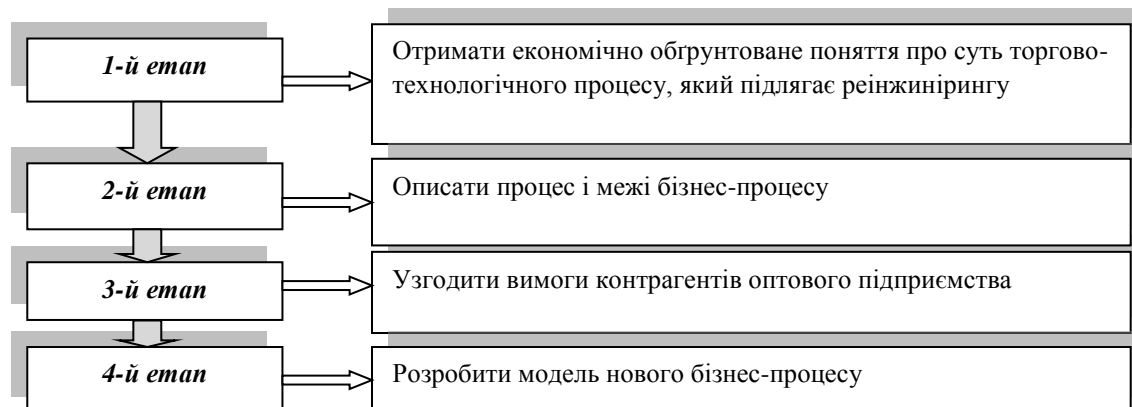 1-й етап
Отримати економічно обґрунтоване поняття про суть торгово-
технологічного процесу, який підлягає реінжинірингу
2-й етап
Описати процес і межі бізнес-процесу
3-й етап
Узгодити вимоги контрагентів оптового підприємства
4-й етап
Розробити модель нового бізнес-процесу